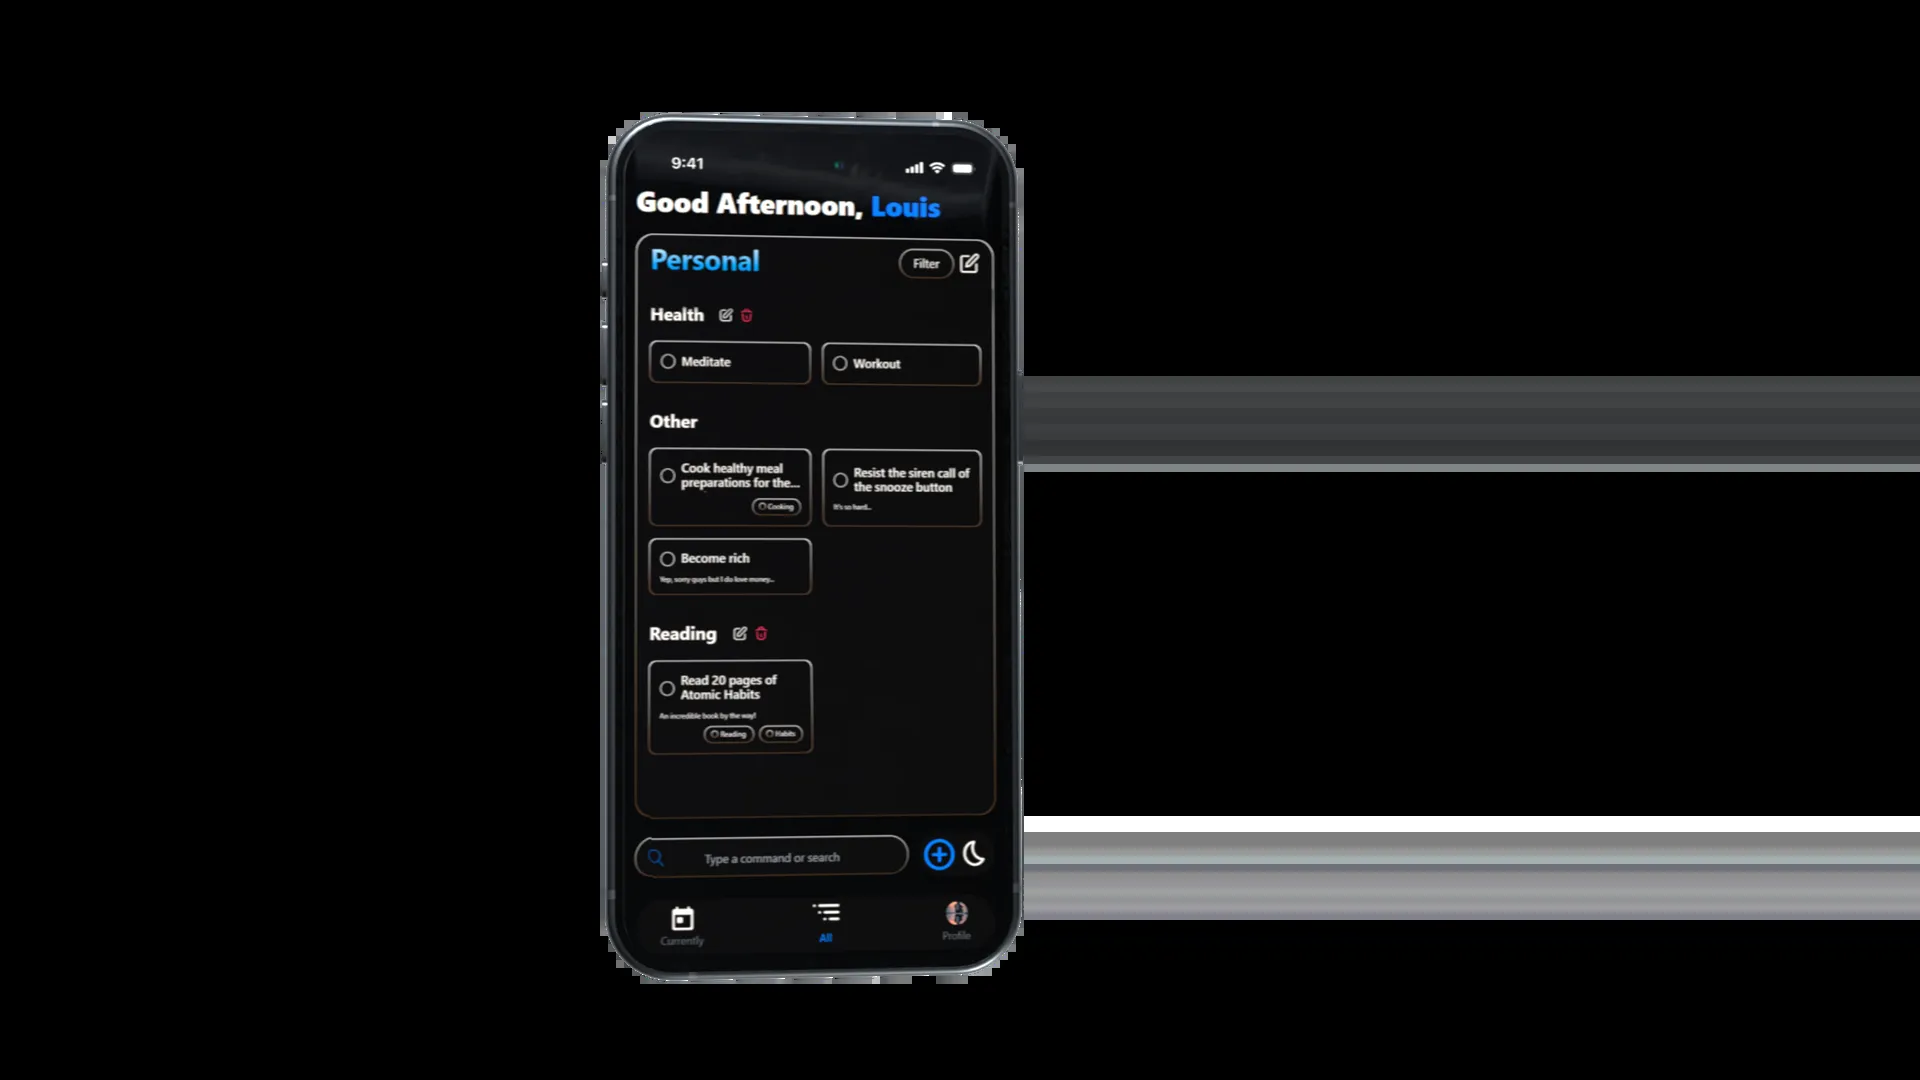 9:41
Good Afternoon, Louis
Personal
Filter
Health
Meditate
Workout
Other
Cook healthy meal
preparations for the...
Cooking
Resist the siren call of
the snooze button
It's so hard...
Become rich
Yep, sorry guys but I do love money...
Reading
Read 20 pages of
Atomic Habits
An incredible book by the way!
Reading
Habits
Type a command or search
Currently
All
Profile